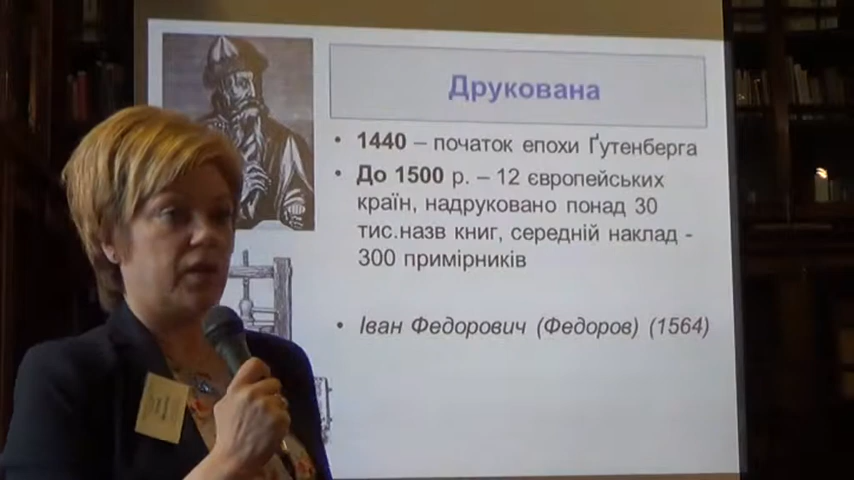 Друкована
• 1440 – початок епохи Ґутенберга
• До 1500 р. – 12 європейських
країн, надруковано понад 30
тис.назв книг, середній наклад -
300 примірників
• Іван Федорович (Федоров) (1564)